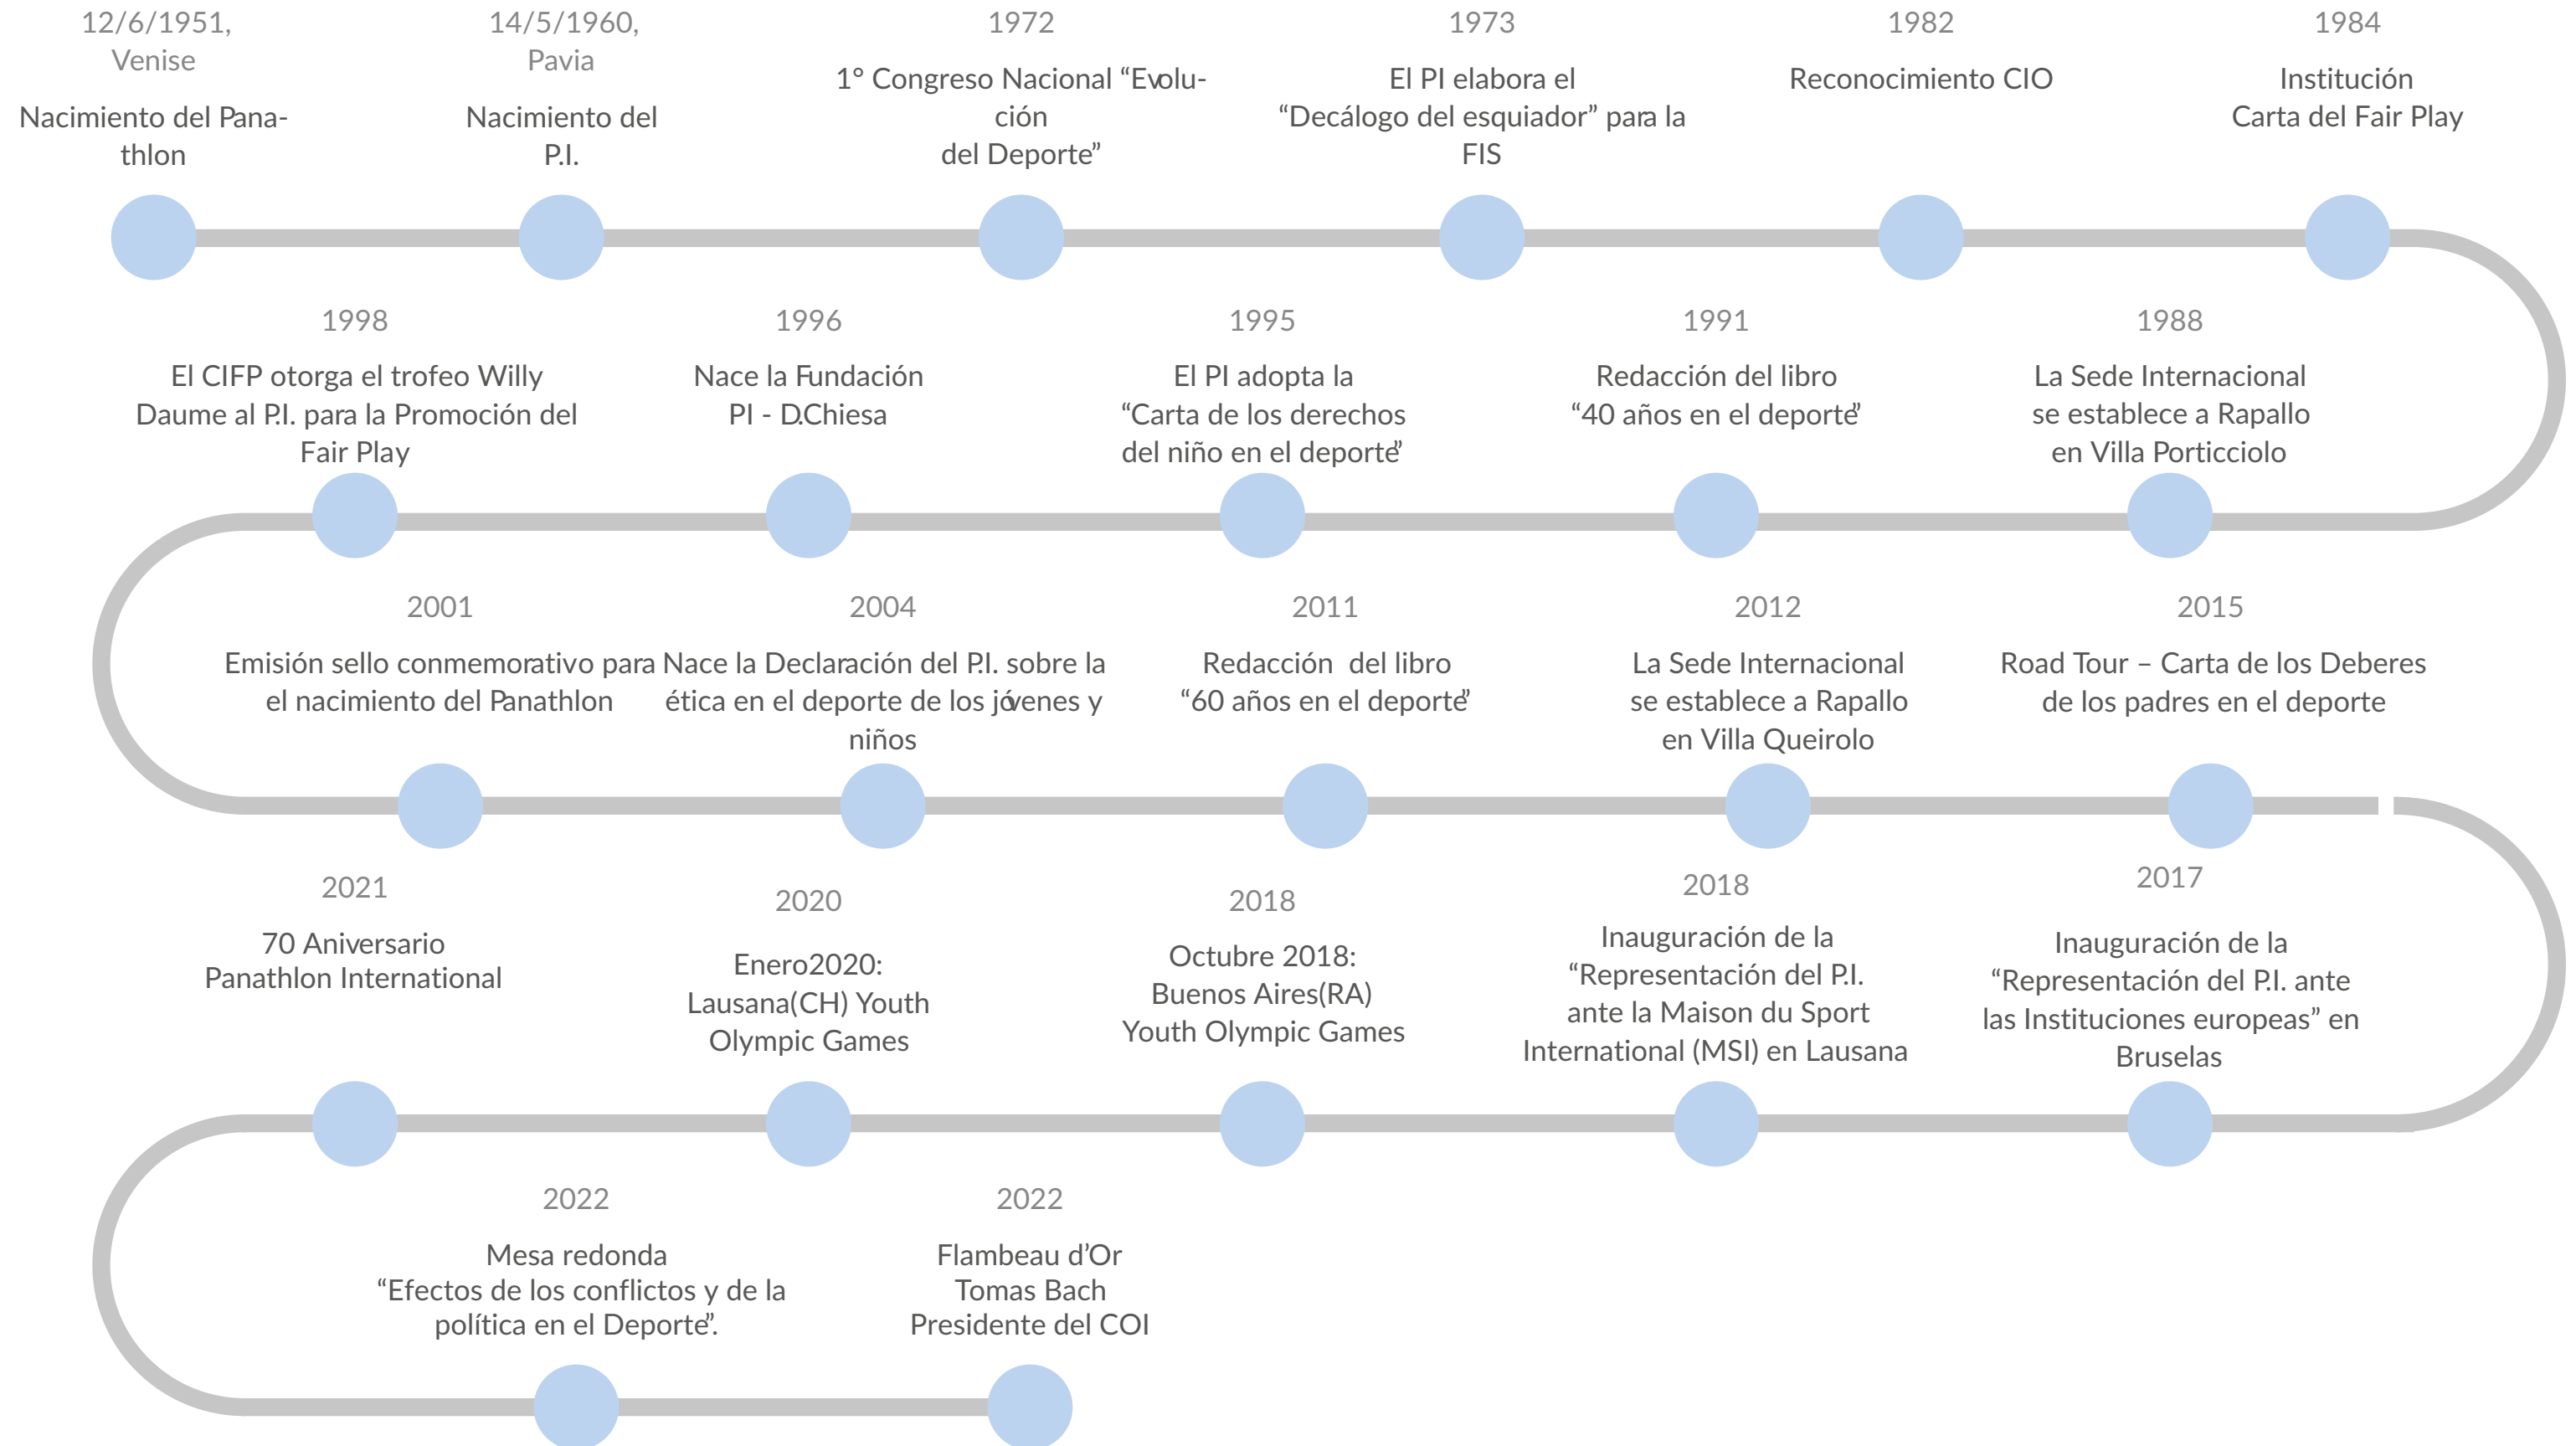 12/6/1951,
Venise
Nacimiento del Pana-
thlon
14/5/1960,
Pavia
Nacimiento del
P.I.
1972
1° Congreso Nacional “Evolu-
ción
del Deporte”
1973
El PI elabora el
“Decálogo del esquiador” para la
FIS
1982
Reconocimiento CIO
1984
Institución
Carta del Fair Play
1998
El CIFP otorga el trofeo Willy
Daume al P.I. para la Promoción del
Fair Play
1996
Nace la Fundación
PI - D.Chiesa
1995
El PI adopta la
“Carta de los derechos
del niño en el deporte”
1991
Redacción del libro
“40 años en el deporte”
1988
La Sede Internacional
se establece a Rapallo
en Villa Porticciolo
2001
Emisión sello conmemorativo para
el nacimiento del Panathlon
2004
Nace la Declaración del P.I. sobre la
ética en el deporte de los jóvenes y
niños
2011
Redacción del libro
“60 años en el deporte”
2012
La Sede Internacional
se establece a Rapallo
en Villa Queirolo
2015
Road Tour – Carta de los Deberes
de los padres en el deporte
2021
70 Aniversario
Panathlon International
2020
Enero2020:
Lausana(CH) Youth
Olympic Games
2018
Octubre 2018:
Buenos Aires(RA)
Youth Olympic Games
2018
Inauguración de la
“Representación del P.I.
ante la Maison du Sport
International (MSI) en Lausana
2017
Inauguración de la
“Representación del P.I. ante
las Instituciones europeas” en
Bruselas
2022
Mesa redonda
“Efectos de los conflictos y de la
política en el Deporte”.
2022
Flambeau d’Or
Tomas Bach
Presidente del COI